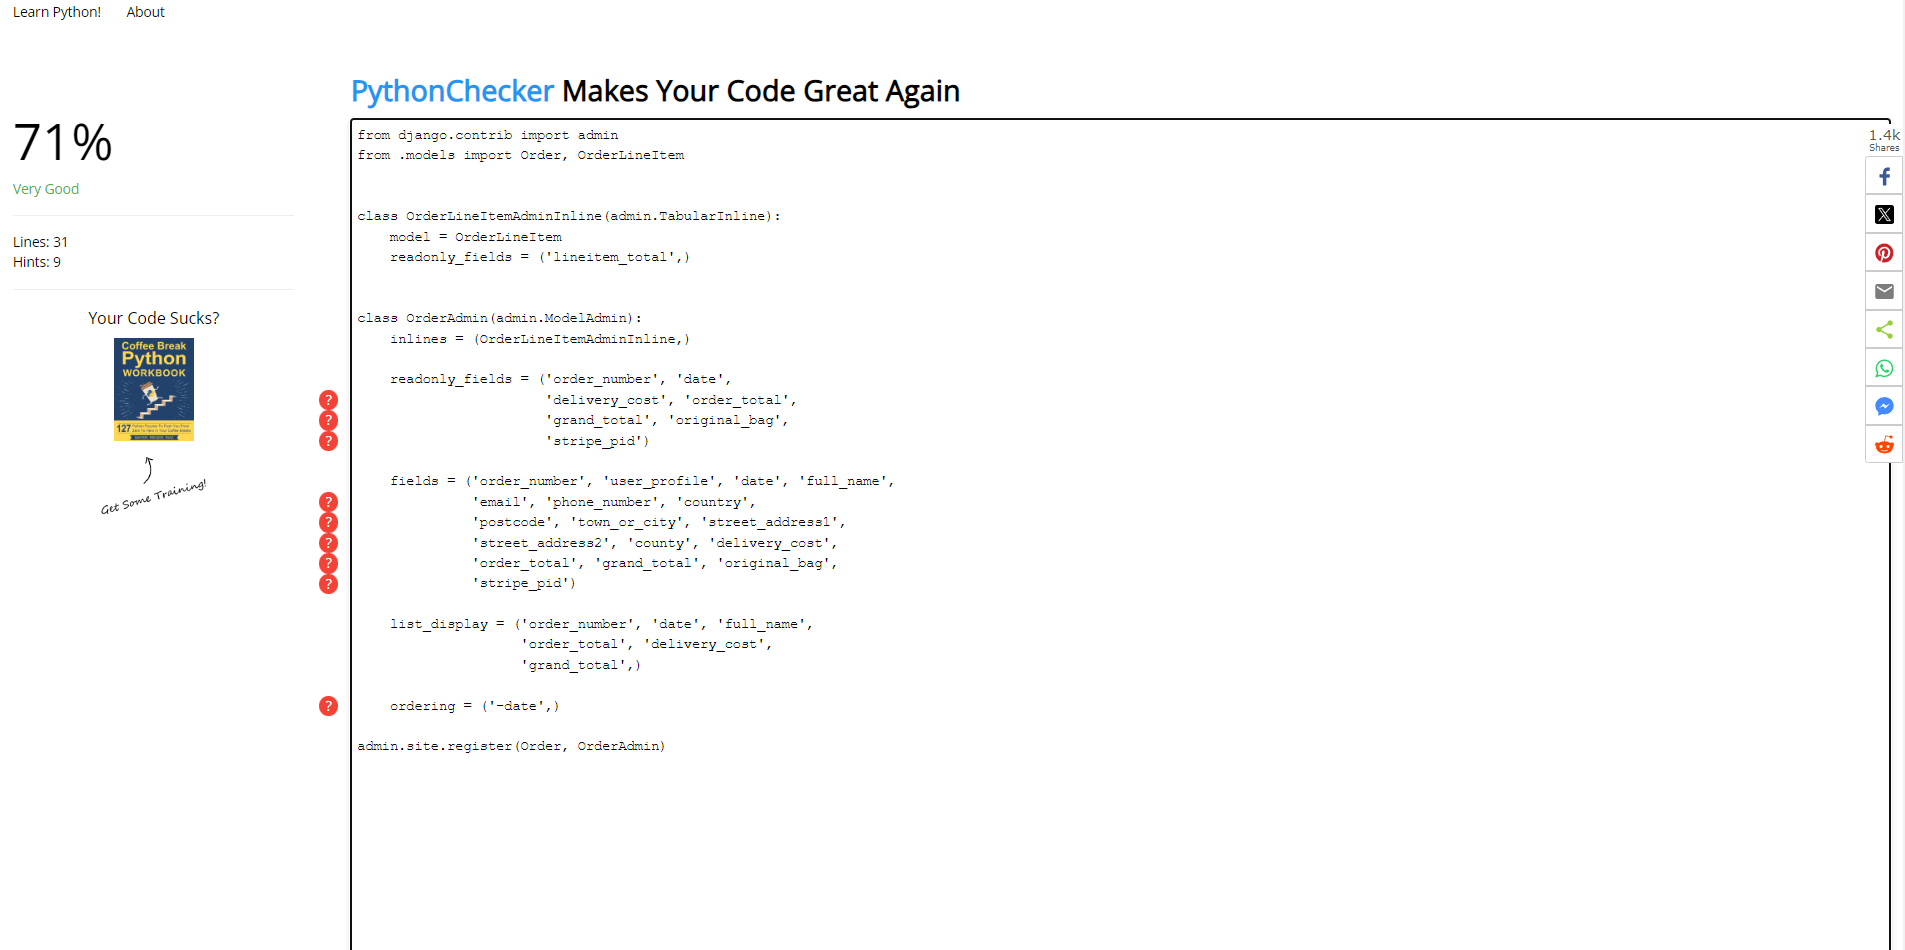 Learn Python! About
PythonChecker Makes Your Code Great Again
71%
Very Good
Lines: 31
Hints: 9
Your Code Sucks?
Coffee Break
Python
WORKBOOK
127
Get Some Training!
from django.contrib import admin
from .models import Order, OrderLineItem
class OrderLineItemAdminInline(admin.TabularInline):
    model = OrderLineItem
    readonly_fields = ('lineitem_total',)
class OrderAdmin(admin.ModelAdmin):
    inlines = (OrderLineItemAdminInline,)
    readonly_fields = ('order_number', 'date',
?                       'delivery_cost', 'order_total',
?                       'grand_total', 'original_bag',
?                       'stripe_pid')
    fields = ('order_number', 'user_profile', 'date', 'full_name',
?              'email', 'phone_number', 'country',
?              'postcode', 'town_or_city', 'street_address1',
?              'street_address2', 'county', 'delivery_cost',
?              'order_total', 'grand_total', 'original_bag',
?              'stripe_pid')
    list_display = ('order_number', 'date', 'full_name',
                    'order_total', 'delivery_cost',
                    'grand_total',)
?    ordering = ('-date',)
admin.site.register(Order, OrderAdmin)
1.4k
Shares